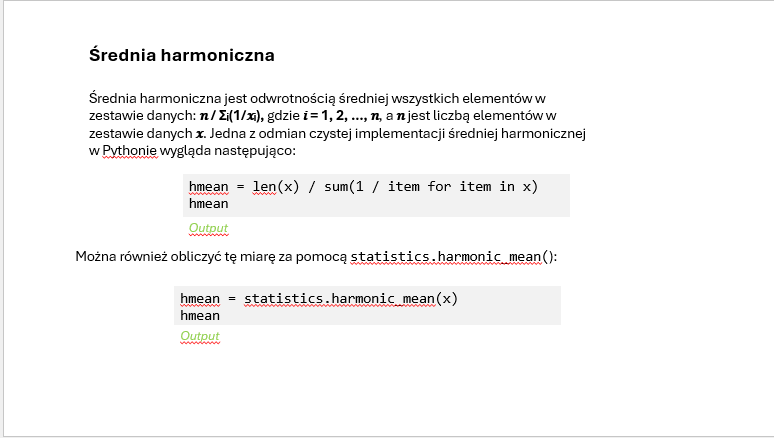 Średnia harmoniczna
Średnia harmoniczna jest odwrotnością średniej wszystkich elementów w
zestawie danych: n / Σᵢ(1/xᵢ), gdzie i = 1, 2, …, n, a n jest liczbą elementów w
zestawie danych x. Jedna z odmian czystej implementacji średniej harmonicznej
w Pythonie wygląda następująco:
hmean = len(x) / sum(1 / item for item in x)
hmean
Output
Można również obliczyć tę miarę za pomocą statistics.harmonic_mean():
hmean = statistics.harmonic_mean(x)
hmean
Output